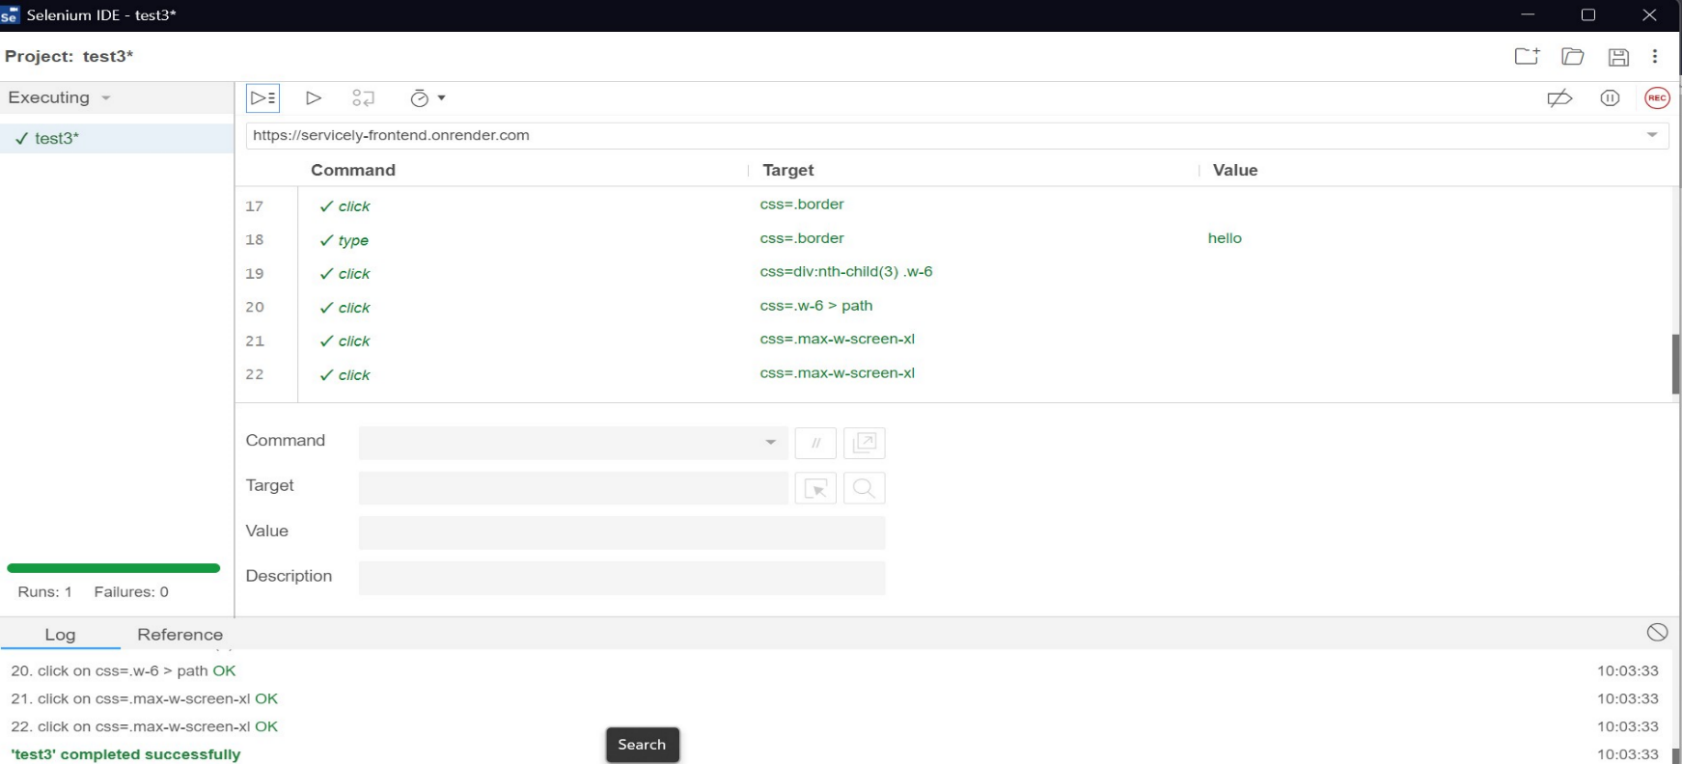 Se Selenium IDE - test3*
Project: test3*
Executing
https://servicely-frontend.onrender.com
✓ test3*
REC
Command Target Value
17 ✓ click css=.border
18 ✓ type css=.border hello
19 ✓ click css=div:nth-child(3) .w-6
20 ✓ click css=.w-6 > path
21 ✓ click css=.max-w-screen-xl
22 ✓ click css=.max-w-screen-xl
Command //
Target
Value
Description
Runs: 1 Failures: 0
Log Reference
20. click on css=.w-6 > path OK 10:03:33
21. click on css=.max-w-screen-xl OK 10:03:33
22. click on css=.max-w-screen-xl OK 10:03:33
'test3' completed successfully 10:03:33
Search